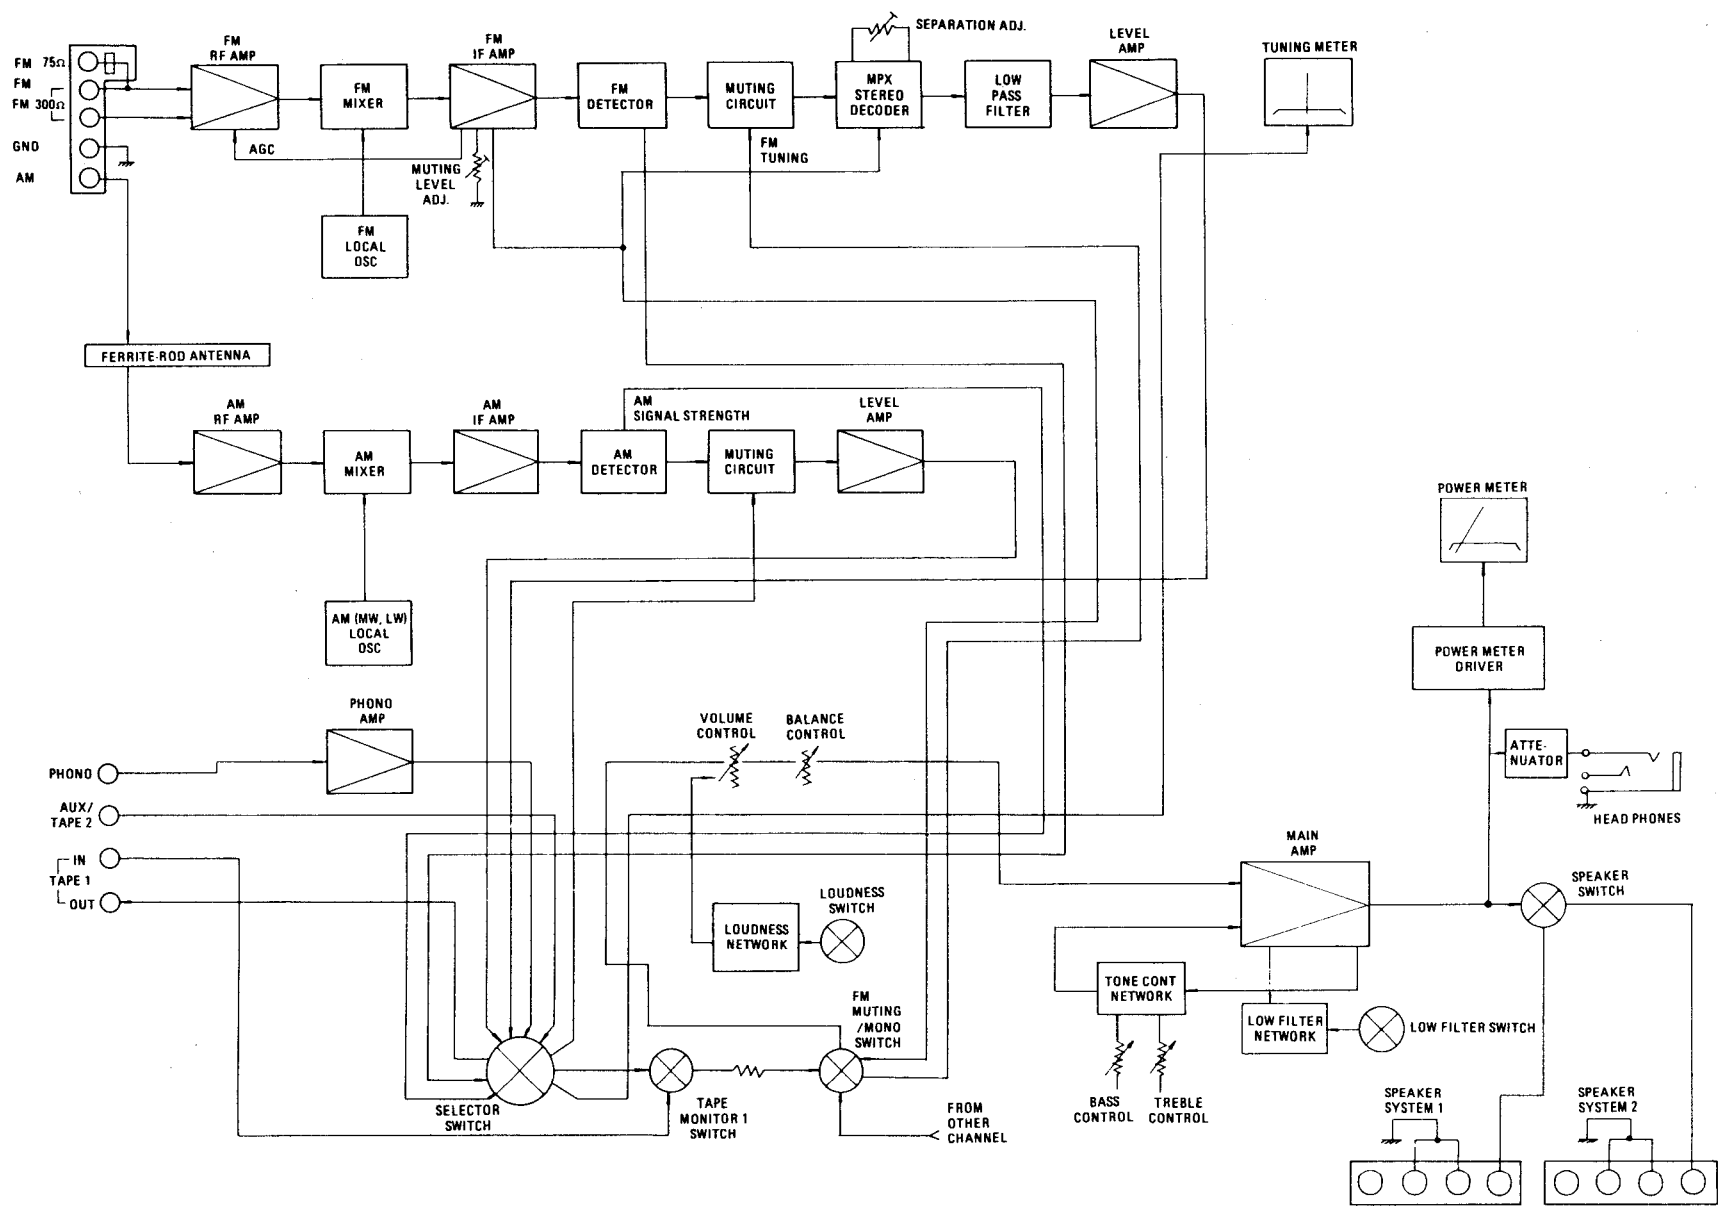 FM 75Ω
FM
FM 300Ω
GND
AM
FM
RF AMP
FM
MIXER
FM
IF AMP
FM
DETECTOR
MUTING
CIRCUIT
SEPARATION ADJ.
MPX
STEREO
DECODER
LOW
PASS
FILTER
LEVEL
AMP
TUNING METER
AGC
MUTING
LEVEL
ADJ.
FM
TUNING
FM
LOCAL
OSC
FERRITE-ROD ANTENNA
AM
RF AMP
AM
MIXER
AM
IF AMP
AM
SIGNAL STRENGTH
AM
DETECTOR
MUTING
CIRCUIT
LEVEL
AMP
AM (MW, LW)
LOCAL
OSC
POWER METER
POWER METER
DRIVER
ATTE-
NUATOR
HEAD PHONES
PHONO
AMP
VOLUME
CONTROL
BALANCE
CONTROL
PHONO
AUX/
TAPE 2
IN
TAPE 1
OUT
MAIN
AMP
SPEAKER
SWITCH
LOUDNESS
SWITCH
LOUDNESS
NETWORK
TONE CONT
NETWORK
LOW FILTER
NETWORK
LOW FILTER SWITCH
FM
MUTING
/MONO
SWITCH
SELECTOR
SWITCH
TAPE
MONITOR 1
SWITCH
FROM
OTHER
CHANNEL
BASS
CONTROL
TREBLE
CONTROL
SPEAKER
SYSTEM 1
SPEAKER
SYSTEM 2